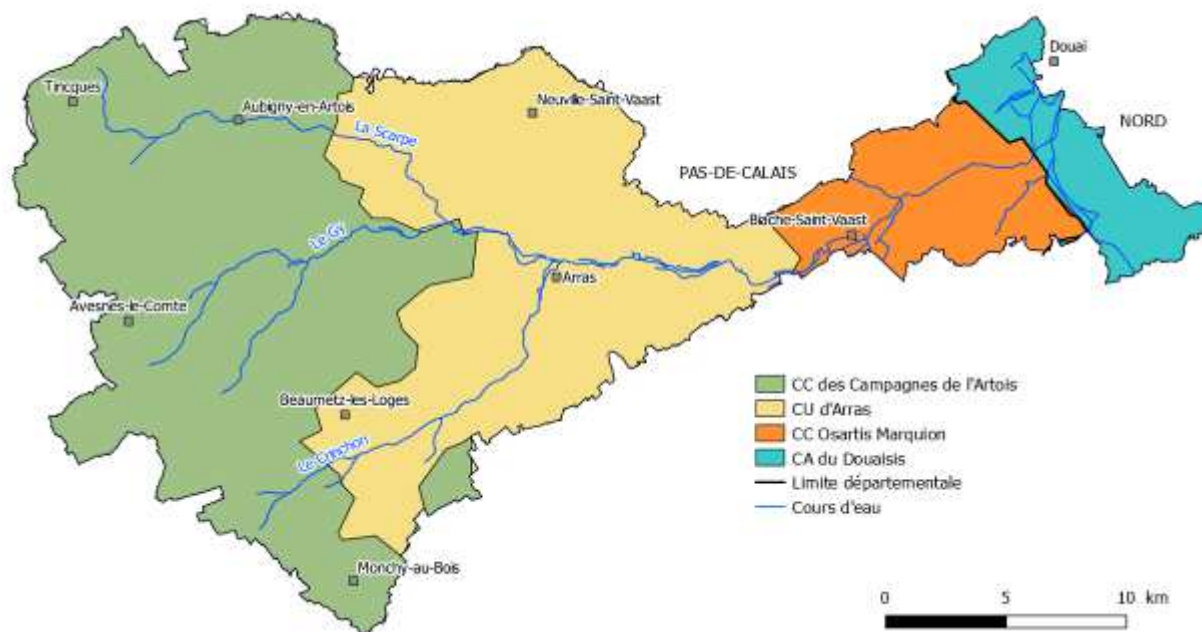 Douai
Tincques
Aubigny-en-Artois
Neuville-Saint-Vaast
NORD
La Scarpe
PAS-DE-CALAIS
Biache-Saint-Vaast
Le Gy
Arras
Avesnes-le-Comte
Beaumetz-les-Loges
Le Crinchon
Monchy-au-Bois
CC des Campagnes de l'Artois
CU d'Arras
CC Osartis Marquion
CA du Douaisis
Limite départementale
Cours d'eau
0 5 10 km